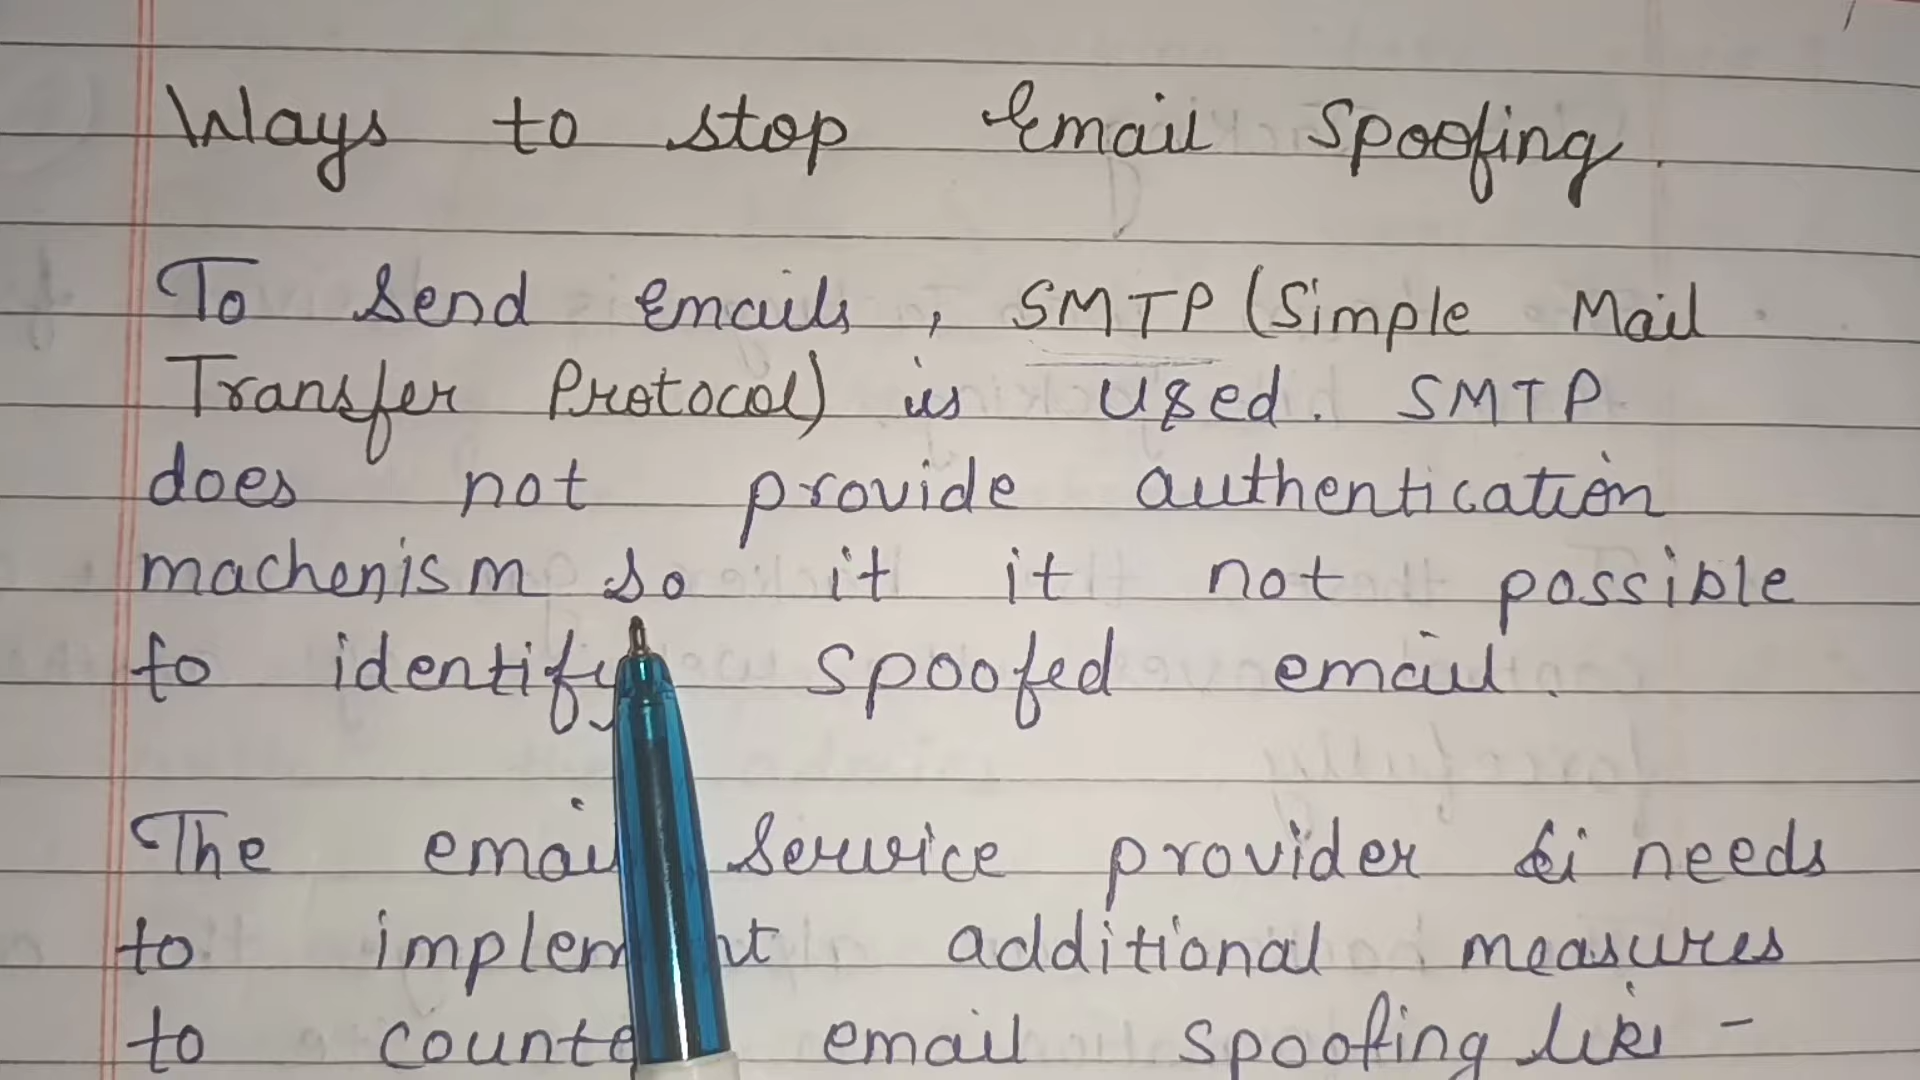 Ways to stop Email Spoofing.
To send emails, SMTP (Simple Mail
Transfer Protocol) is used. SMTP
does not provide authentication
machenism so it it not possible
to identify spoofed email.
The email service provider needs
to implement additional measures
to counter email spoofing like -